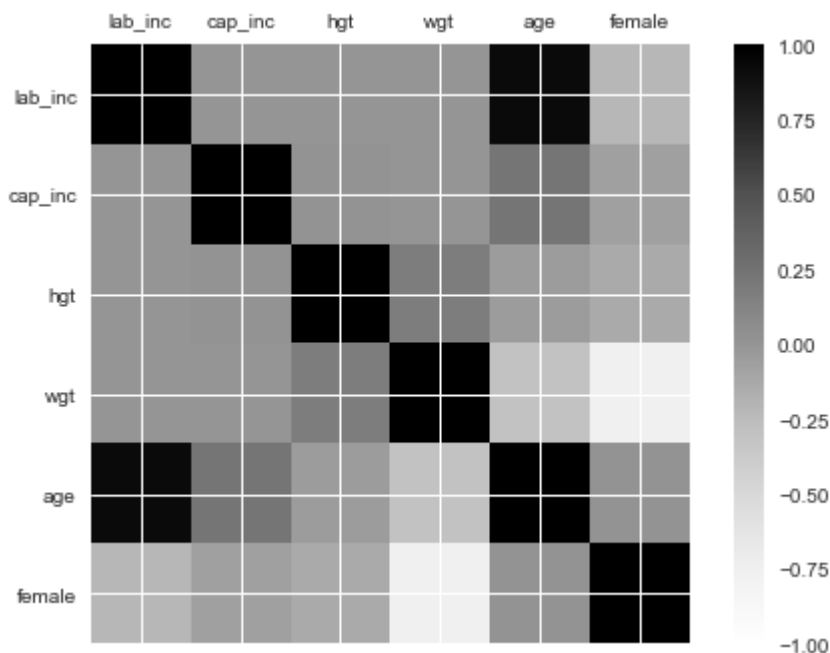 lab_inc cap_inc hgt wgt age female
lab_inc
cap_inc
hgt
wgt
age
female
1.00
0.75
0.50
0.25
0.00
−0.25
−0.50
−0.75
−1.00